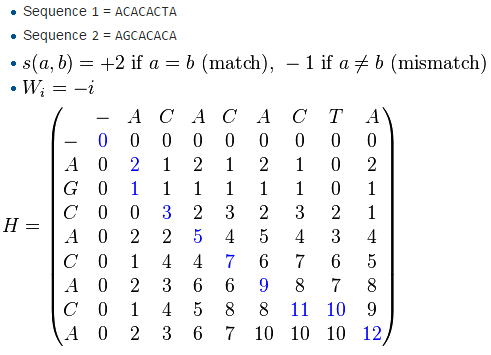 • Sequence 1 = ACACACTA
• Sequence 2 = AGCACACA
• s(a, b) = +2 if a = b (match), −1 if a ≠ b (mismatch)
• Wᵢ = −i
− A C A C A C T A
− 0 0 0 0 0 0 0 0 0
A 0 2 1 2 1 2 1 0 2
G 0 1 1 1 1 1 1 0 1
C 0 0 3 2 3 2 3 2 1
H =
A 0 2 2 5 4 5 4 3 4
C 0 1 4 4 7 6 7 6 5
A 0 2 3 6 6 9 8 7 8
C 0 1 4 5 8 8 11 10 9
A 0 2 3 6 7 10 10 10 12